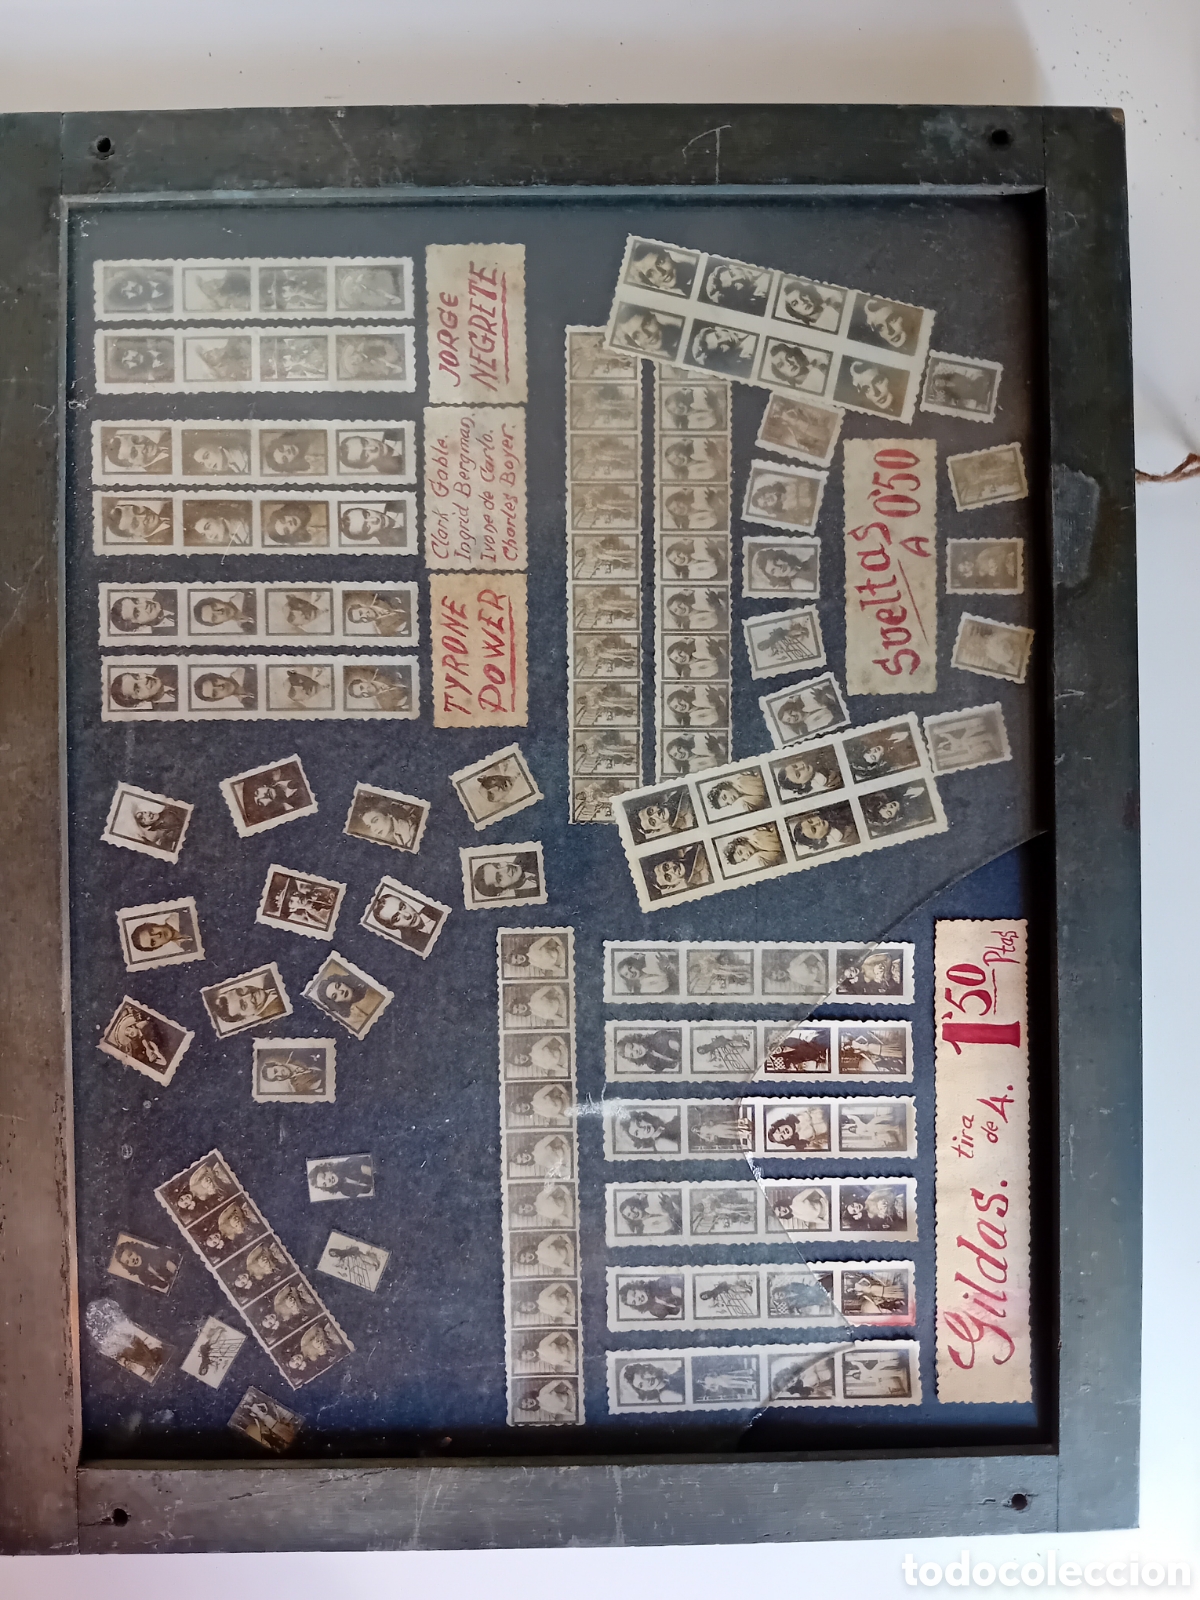 Gildas. tira de 4. 1'50 Ptas
Sueltas
A 0'50
JORGE
NEGRETE
Clark Gable.
Ingrid Bergman.
Ivone de Carlo.
Charles Boyer.
TYRONE
POWER
todocoleccion